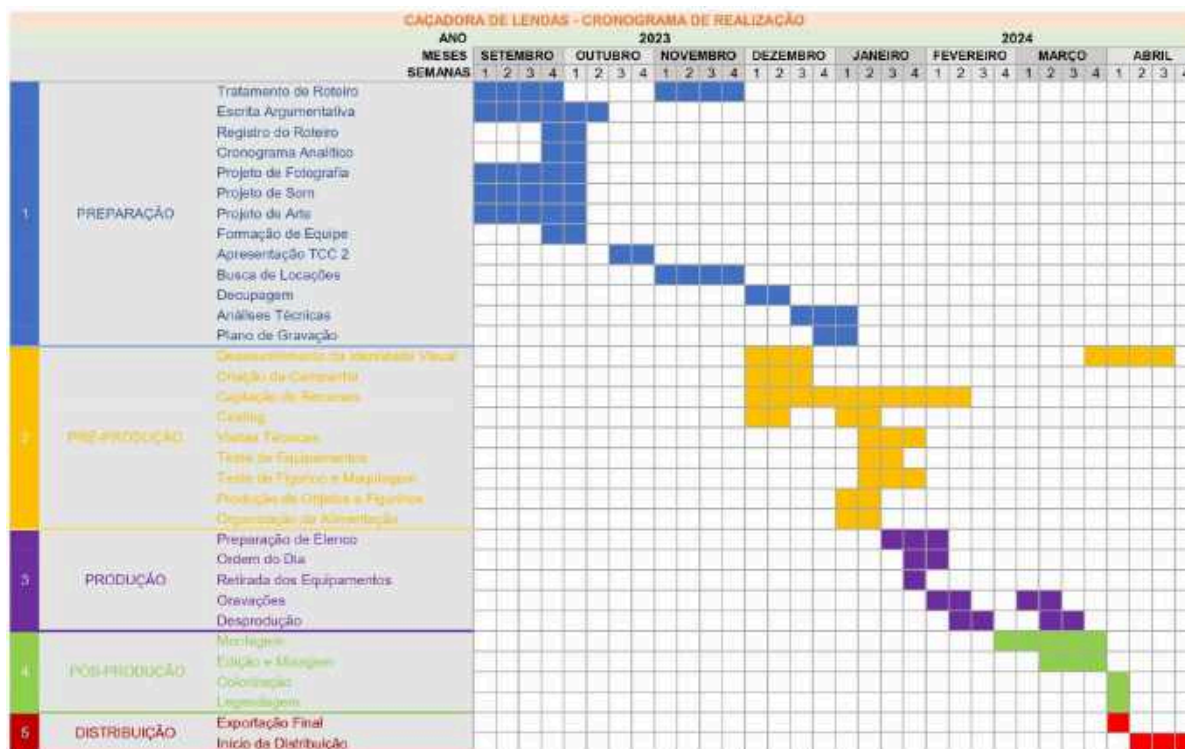 CAÇADORA DE LENDAS - CRONOGRAMA DE REALIZAÇÃO
ANO 2023 2024
MESES SETEMBRO OUTUBRO NOVEMBRO DEZEMBRO JANEIRO FEVEREIRO MARÇO ABRIL
SEMANAS 1 2 3 4 1 2 3 4 1 2 3 4 1 2 3 4 1 2 3 4 1 2 3 4 1 2 3 4 1 2 3 4
Tratamento de Roteiro
Escrita Argumentativa
Registro do Roteiro
Cronograma Analítico
Projeto de Fotografia
Projeto de Som
1 PREPARAÇÃO Projeto de Arte
Formação de Equipe
Apresentação TCC 2
Busca de Locações
Decupagem
Análises Técnicas
Plano de Gravação
Desenvolvimento da Identidade Visual
Criação da Campanha
Captação de Recursos
Casting
2 PRÉ-PRODUÇÃO Visitas Técnicas
Teste de Equipamentos
Teste de Figurino e Maquiagem
Produção de Objetos e Figurinos
Organização da Alimentação
Preparação de Elenco
Ordem do Dia
3 PRODUÇÃO Retirada dos Equipamentos
Gravações
Desprodução
Montagem
4 PÓS-PRODUÇÃO Edição e Mixagem
Colorização
Legendagem
5 DISTRIBUIÇÃO Exportação Final
Início da Distribuição